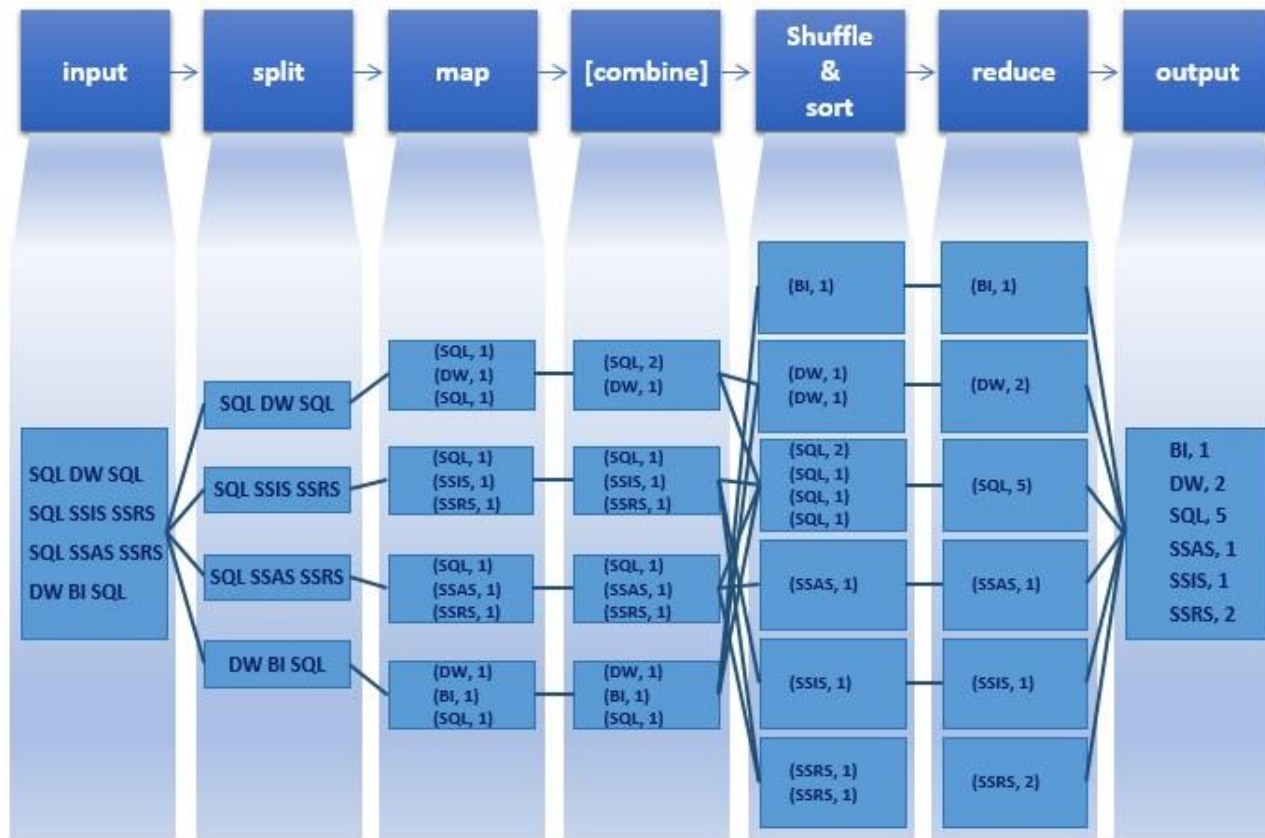 input
split
map
[combine]
Shuffle
&
sort
reduce
output
SQL DW SQL
SQL SSIS SSRS
SQL SSAS SSRS
DW BI SQL
SQL DW SQL
SQL SSIS SSRS
SQL SSAS SSRS
DW BI SQL
(SQL, 1)
(DW, 1)
(SQL, 1)
(SQL, 1)
(SSIS, 1)
(SSRS, 1)
(SQL, 1)
(SSAS, 1)
(SSRS, 1)
(DW, 1)
(BI, 1)
(SQL, 1)
(SQL, 2)
(DW, 1)
(SQL, 1)
(SSIS, 1)
(SSRS, 1)
(SQL, 1)
(SSAS, 1)
(SSRS, 1)
(DW, 1)
(BI, 1)
(SQL, 1)
(BI, 1)
(DW, 1)
(DW, 1)
(SQL, 2)
(SQL, 1)
(SQL, 1)
(SQL, 1)
(SSAS, 1)
(SSIS, 1)
(SSRS, 1)
(SSRS, 1)
(BI, 1)
(DW, 2)
(SQL, 5)
(SSAS, 1)
(SSIS, 1)
(SSRS, 2)
BI, 1
DW, 2
SQL, 5
SSAS, 1
SSIS, 1
SSRS, 2